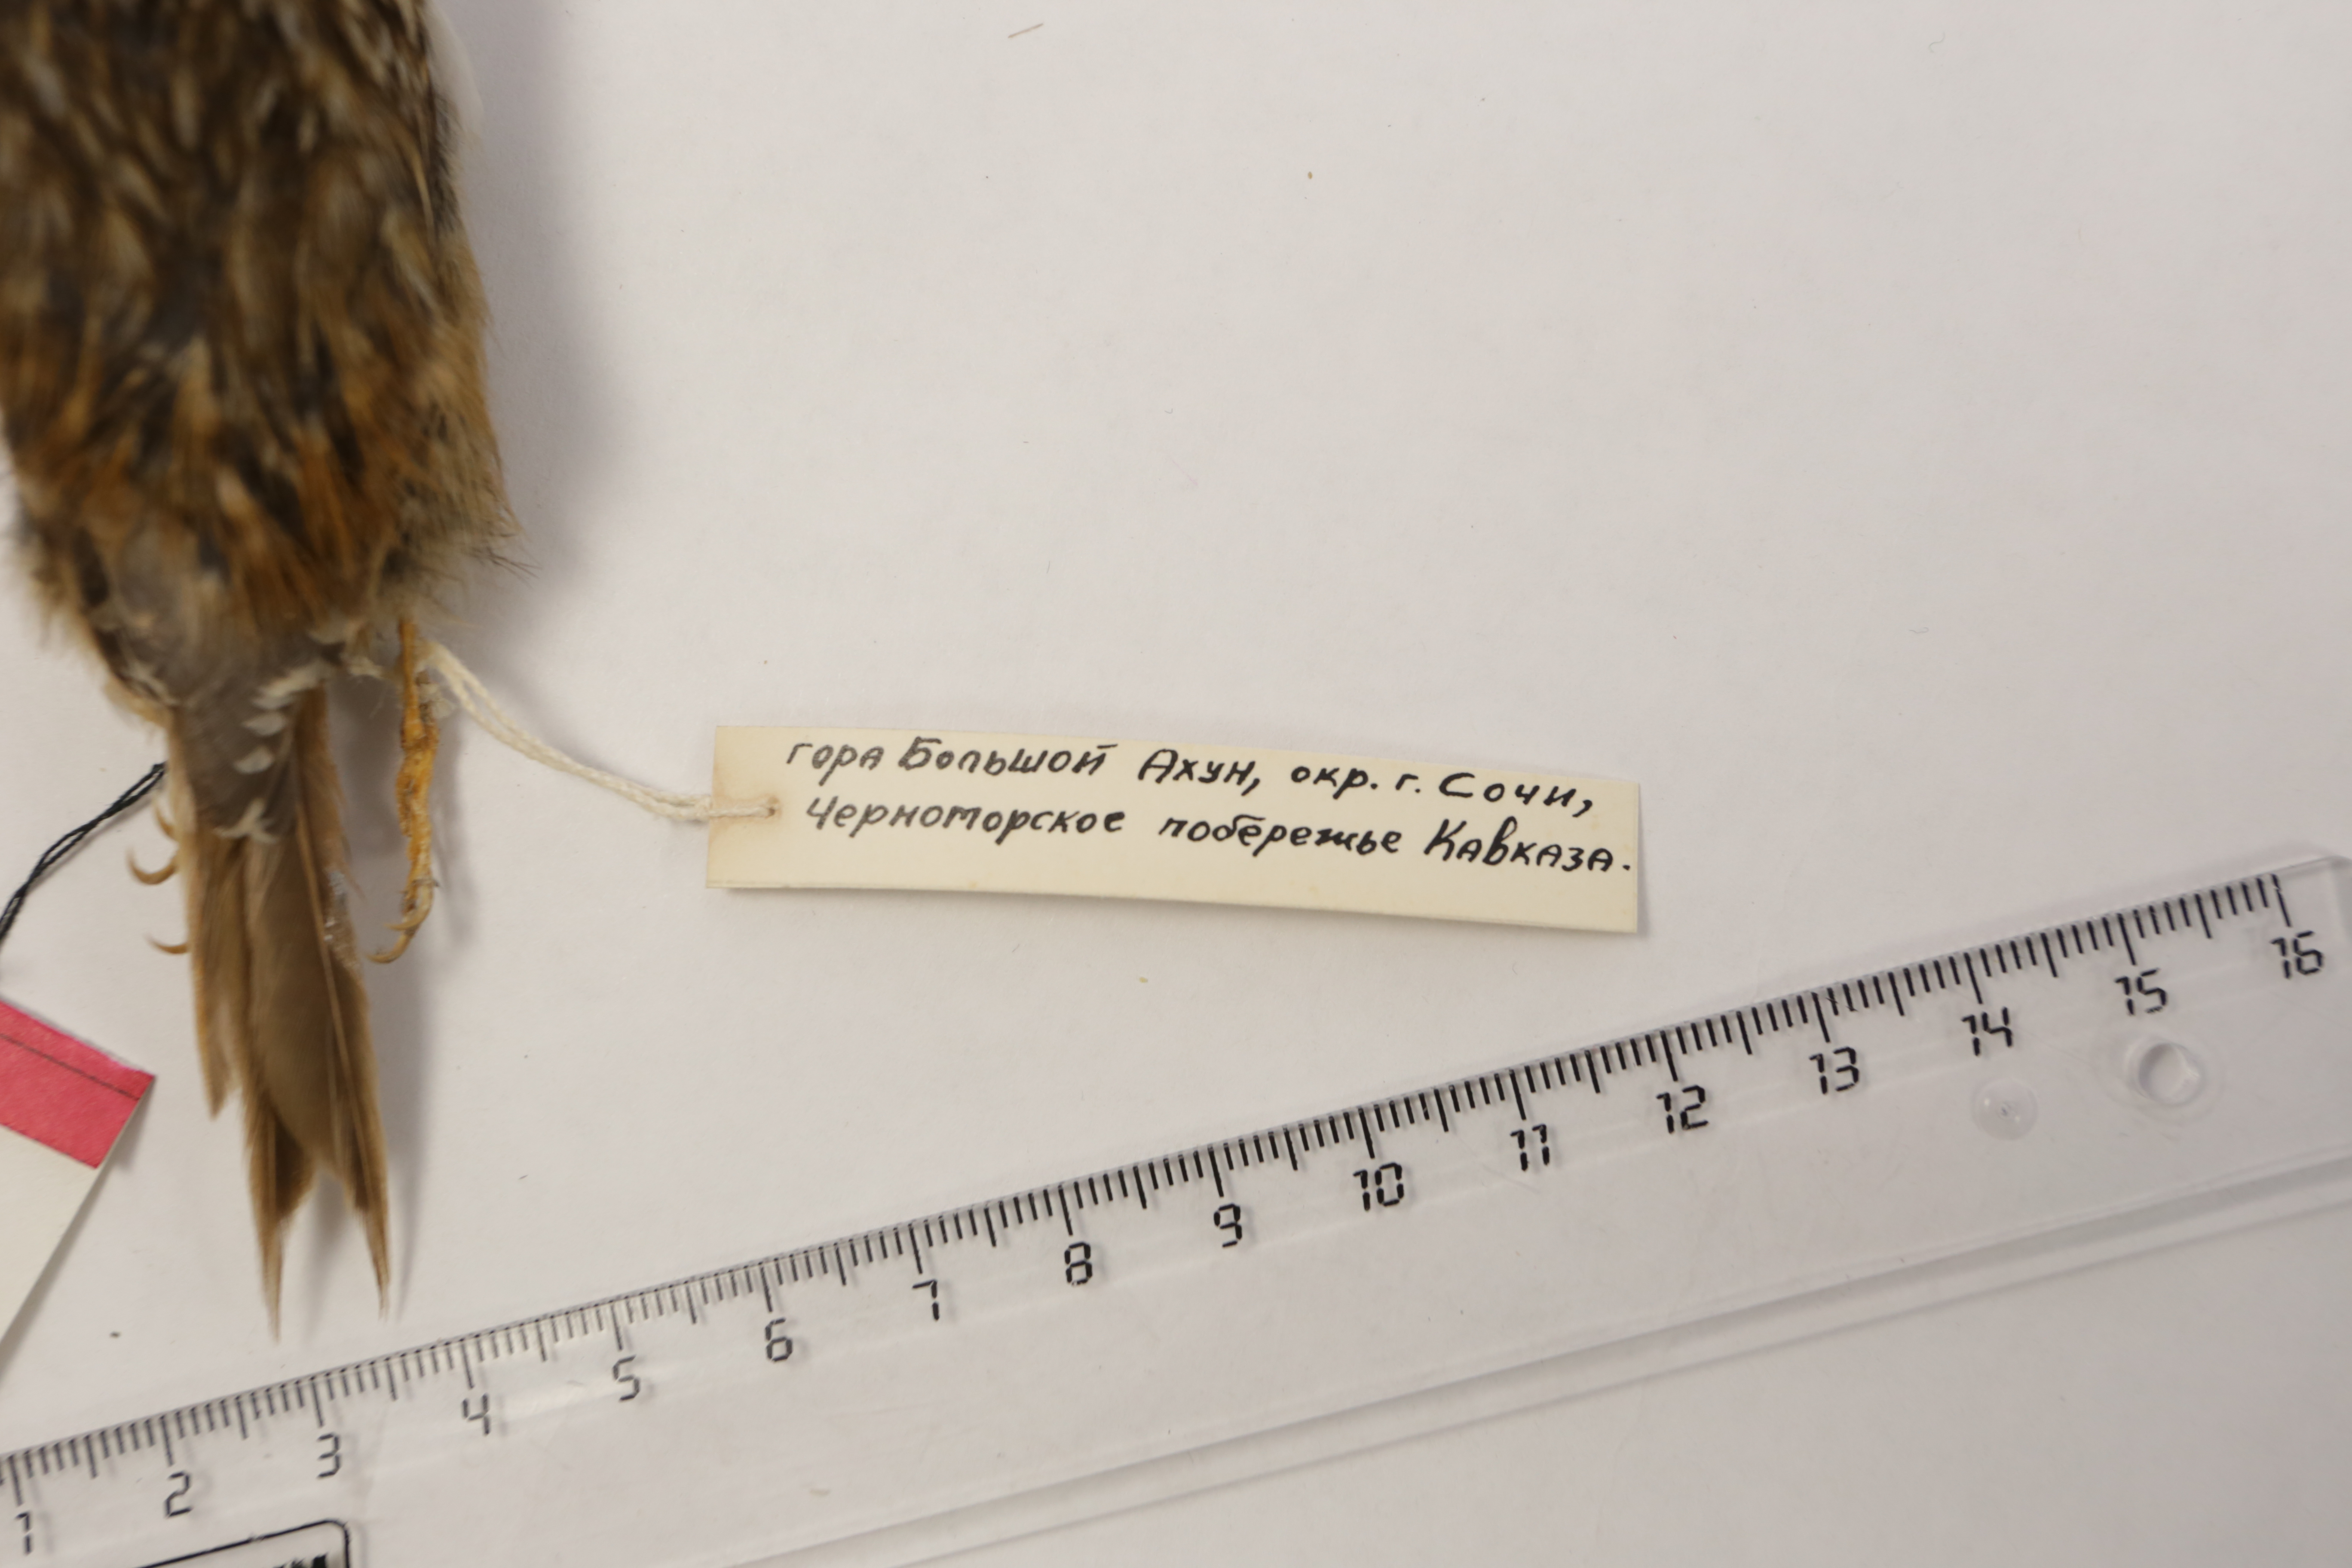 гора Большой Ахун, окр. г. Сочи,
Черноморское побережье Кавказа.
1 2 3 4 5 6 7 8 9 10 11 12 13 14 15 16